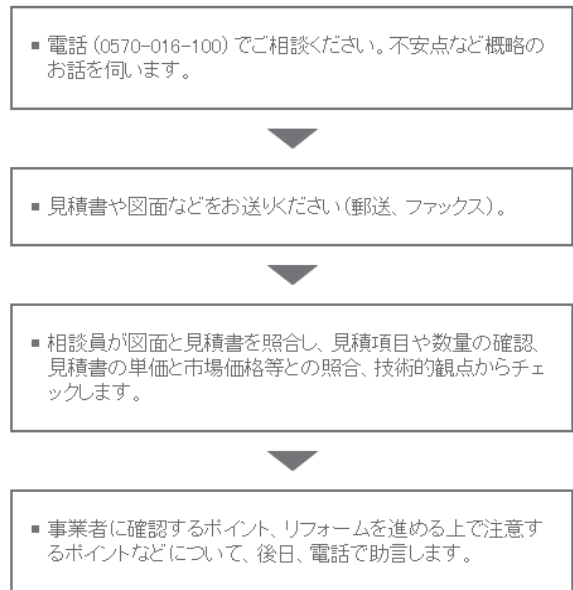 ▪ 電話（0570-016-100）でご相談ください。不安点など概略の
お話を伺います。
▪ 見積書や図面などをお送りください（郵送、ファックス）。
▪ 相談員が図面と見積書を照合し、見積項目や数量の確認、
見積書の単価と市場価格等との照合、技術的観点からチェ
ックします。
▪ 事業者に確認するポイント、リフォームを進める上で注意す
るポイントなどについて、後日、電話で助言します。